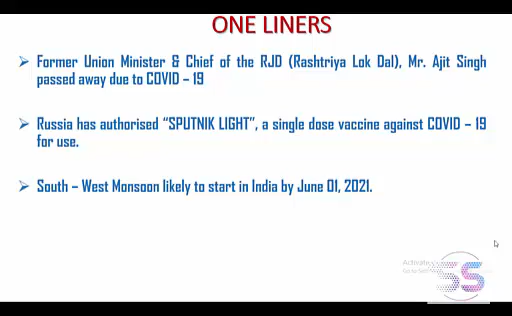 ONE LINERS
➢ Former Union Minister & Chief of the RJD (Rashtriya Lok Dal), Mr. Ajit Singh
passed away due to COVID – 19
➢ Russia has authorised “SPUTNIK LIGHT”, a single dose vaccine against COVID – 19
for use.
➢ South – West Monsoon likely to start in India by June 01, 2021.
SS